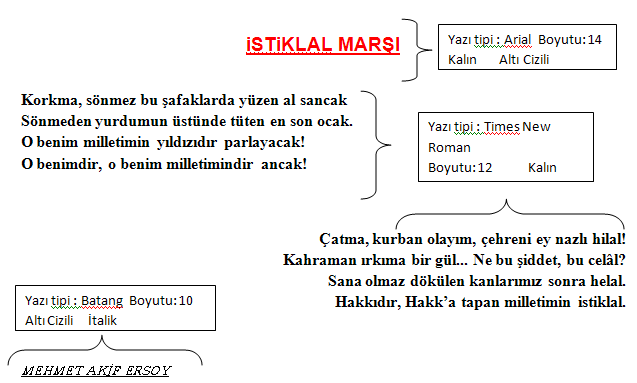 İSTİKLAL MARŞI
Yazı tipi : Arial Boyutu:14
Kalın Altı Cizili
Korkma, sönmez bu şafaklarda yüzen al sancak
Sönmeden yurdumun üstünde tüten en son ocak.
O benim milletimin yıldızıdır parlayacak!
O benimdir, o benim milletimindir ancak!
Yazı tipi : Times New
Roman
Boyutu:12 Kalın
Çatma, kurban olayım, çehreni ey nazlı hilal!
Kahraman ırkıma bir gül... Ne bu şiddet, bu celâl?
Sana olmaz dökülen kanlarımız sonra helal.
Hakkıdır, Hakk’a tapan milletimin istiklal.
Yazı tipi : Batang Boyutu:10
Altı Cizili İtalik
MEHMET AKİF ERSOY